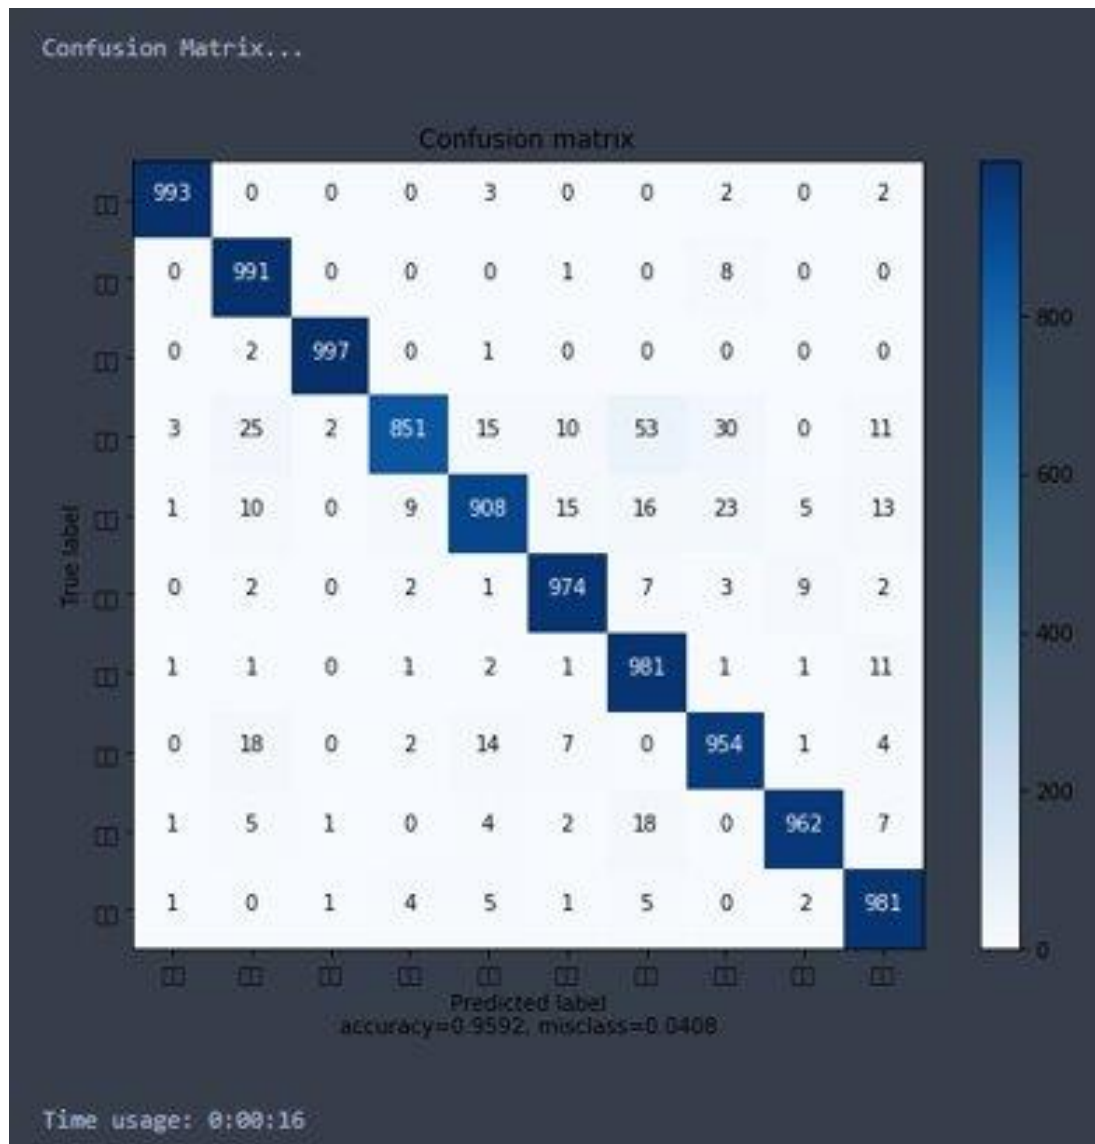 Confusion Matrix...
Confusion matrix
993 0 0 0 3 0 0 2 0 2
0 991 0 0 0 1 0 8 0 0
0 2 997 0 1 0 0 0 0 0
3 25 2 851 15 10 53 30 0 11
1 10 0 9 908 15 16 23 5 13
0 2 0 2 1 974 7 3 9 2
1 1 0 1 2 1 981 1 1 11
0 18 0 2 14 7 0 954 1 4
1 5 1 0 4 2 18 0 962 7
1 0 1 4 5 1 5 0 2 981
True label
800
600
400
200
0
Predicted label
accuracy=0.9592, misclass=0.0408
Time usage: 0:00:16